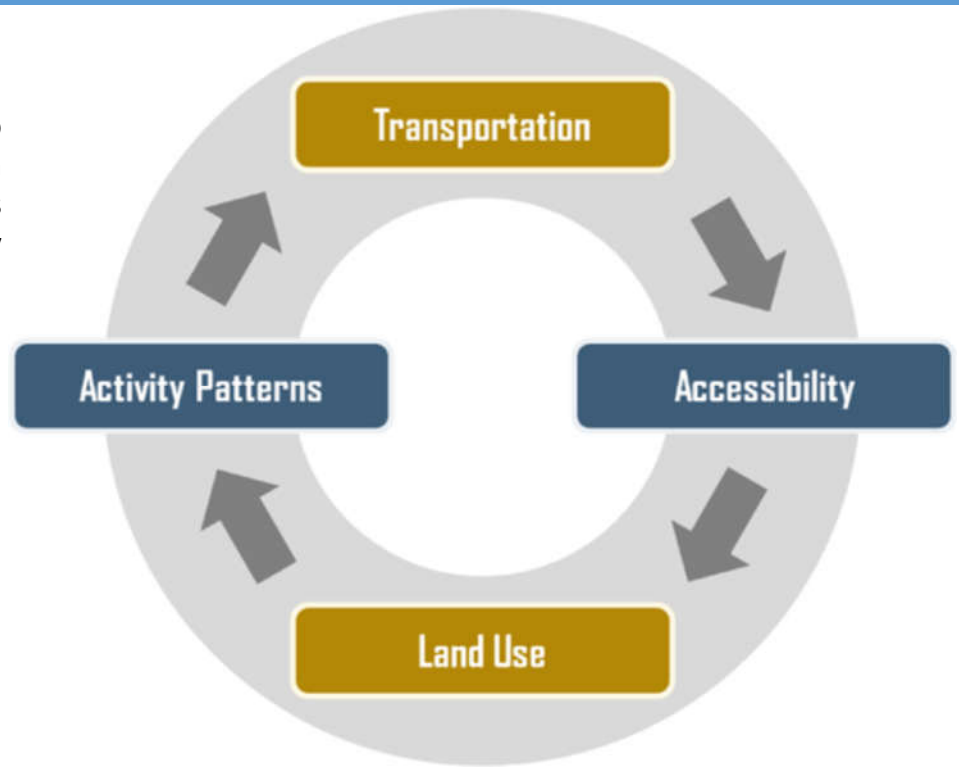 Transportation
Activity Patterns
Accessibility
Land Use